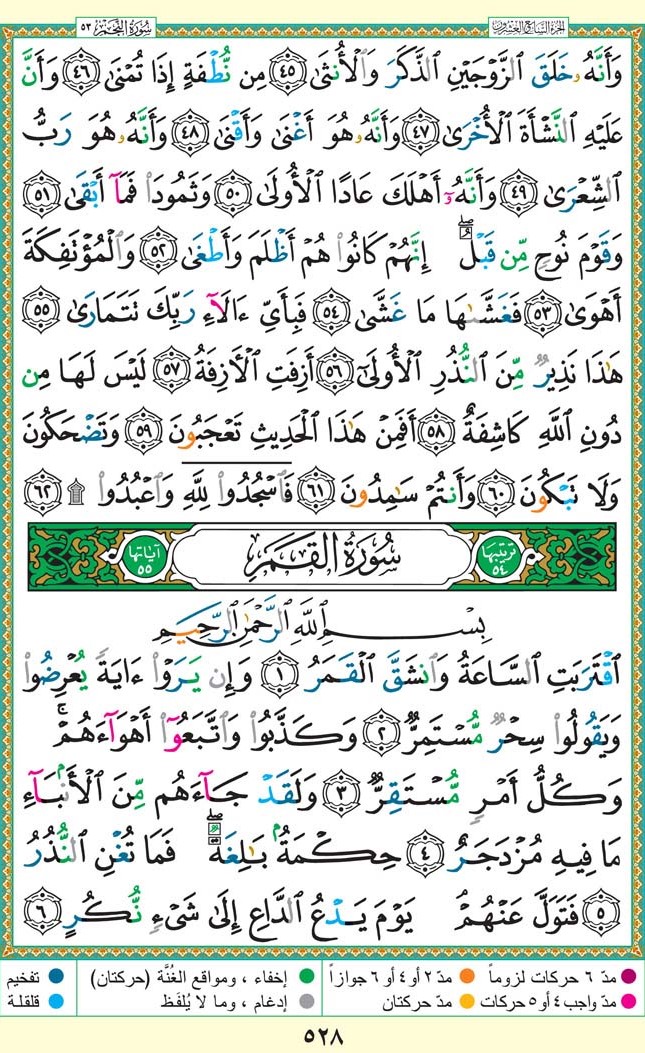 الجزء السابع والعشرون
سُورَةُ النَّجْمِ ٥٣
وَأَنَّهُۥ خَلَقَ ٱلزَّوْجَيْنِ ٱلذَّكَرَ وَٱلْأُنثَىٰ ٤٥ مِن نُّطْفَةٍ إِذَا تُمْنَىٰ ٤٦ وَأَنَّ
عَلَيْهِ ٱلنَّشْأَةَ ٱلْأُخْرَىٰ ٤٧ وَأَنَّهُۥ هُوَ أَغْنَىٰ وَأَقْنَىٰ ٤٨ وَأَنَّهُۥ هُوَ رَبُّ
ٱلشِّعْرَىٰ ٤٩ وَأَنَّهُۥٓ أَهْلَكَ عَادًا ٱلْأُولَىٰ ٥٠ وَثَمُودَا۟ فَمَآ أَبْقَىٰ ٥١
وَقَوْمَ نُوحٍ مِّن قَبْلُ ۖ إِنَّهُمْ كَانُوا۟ هُمْ أَظْلَمَ وَأَطْغَىٰ ٥٢ وَٱلْمُؤْتَفِكَةَ
أَهْوَىٰ ٥٣ فَغَشَّىٰهَا مَا غَشَّىٰ ٥٤ فَبِأَىِّ ءَالَآءِ رَبِّكَ تَتَمَارَىٰ ٥٥
هَٰذَا نَذِيرٌ مِّنَ ٱلنُّذُرِ ٱلْأُولَىٰٓ ٥٦ أَزِفَتِ ٱلْـَٔازِفَةُ ٥٧ لَيْسَ لَهَا مِن
دُونِ ٱللَّهِ كَاشِفَةٌ ٥٨ أَفَمِنْ هَٰذَا ٱلْحَدِيثِ تَعْجَبُونَ ٥٩ وَتَضْحَكُونَ
وَلَا تَبْكُونَ ٦٠ وَأَنتُمْ سَٰمِدُونَ ٦١ فَٱسْجُدُوا۟ لِلَّهِ وَٱعْبُدُوا۟ ۩ ٦٢
ترتيبها ٥٤ سُورَةُ القَمَرِ آياتها ٥٥
بِسْمِ ٱللَّهِ ٱلرَّحْمَٰنِ ٱلرَّحِيمِ
ٱقْتَرَبَتِ ٱلسَّاعَةُ وَٱنشَقَّ ٱلْقَمَرُ ١ وَإِن يَرَوْا۟ ءَايَةً يُعْرِضُوا۟
وَيَقُولُوا۟ سِحْرٌ مُّسْتَمِرٌّ ٢ وَكَذَّبُوا۟ وَٱتَّبَعُوٓا۟ أَهْوَآءَهُمْ ۚ
وَكُلُّ أَمْرٍ مُّسْتَقِرٌّ ٣ وَلَقَدْ جَآءَهُم مِّنَ ٱلْأَنۢبَآءِ
مَا فِيهِ مُزْدَجَرٌ ٤ حِكْمَةٌۢ بَٰلِغَةٌ ۖ فَمَا تُغْنِ ٱلنُّذُرُ
٥ فَتَوَلَّ عَنْهُمْ ۘ يَوْمَ يَدْعُ ٱلدَّاعِ إِلَىٰ شَىْءٍ نُّكُرٍ ٦
مدّ ٦ حركات لزوماً مدّ ٢ أو ٤ أو ٦ جوازاً إخفاء ، ومواقع الغُنَّة (حركتان) تفخيم
مدّ واجب ٤ أو ٥ حركات مدّ حركتان إدغام ، وما لا يُلفَظ قلقلة
٥٢٨